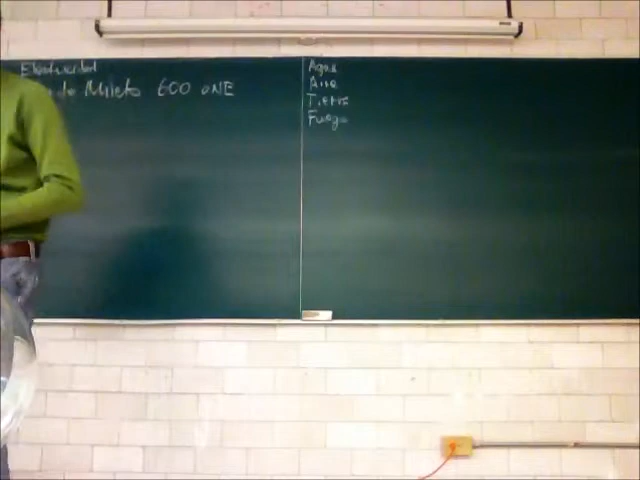 Electricidad
de Mileto 600 aNE
Agua
Aire
Tierra
Fuego